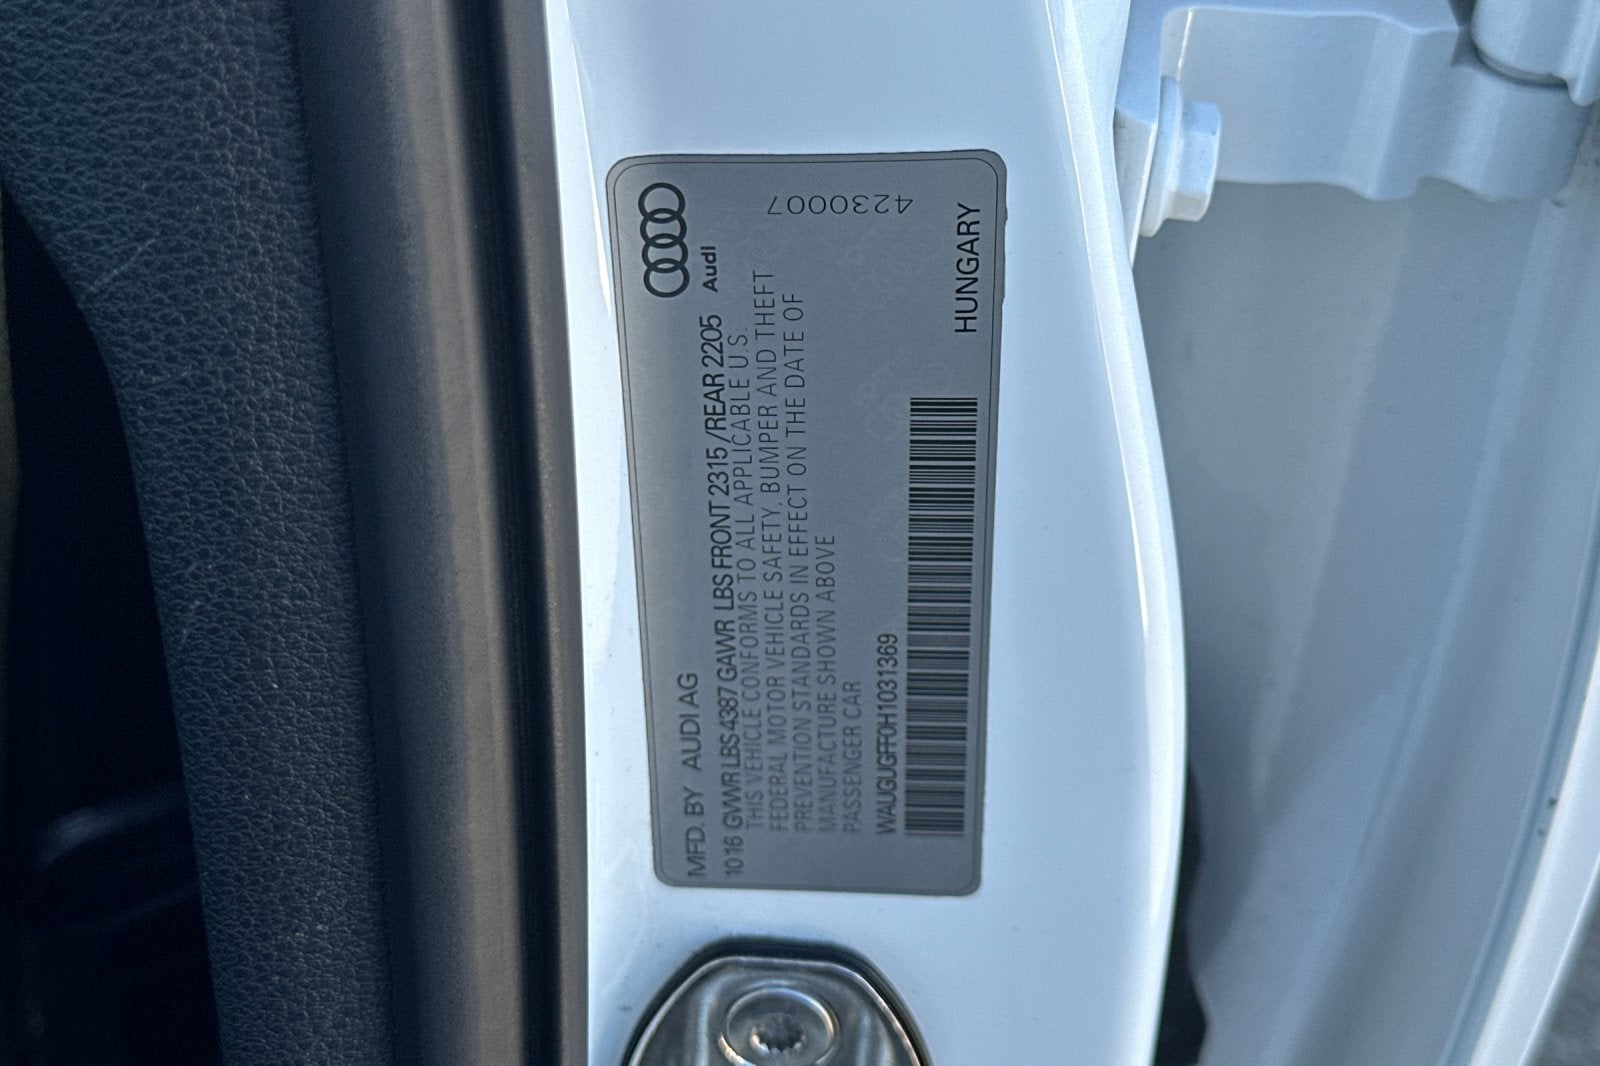 Audi
MFD. BY AUDI AG
1016 GVWR LBS 4387 GAWR LBS FRONT 2315/REAR 2205
THIS VEHICLE CONFORMS TO ALL APPLICABLE U.S.
FEDERAL MOTOR VEHICLE SAFETY, BUMPER AND THEFT
PREVENTION STANDARDS IN EFFECT ON THE DATE OF
MANUFACTURE SHOWN ABOVE
PASSENGER CAR
WAUGUGFF0H1031369
HUNGARY
4230007